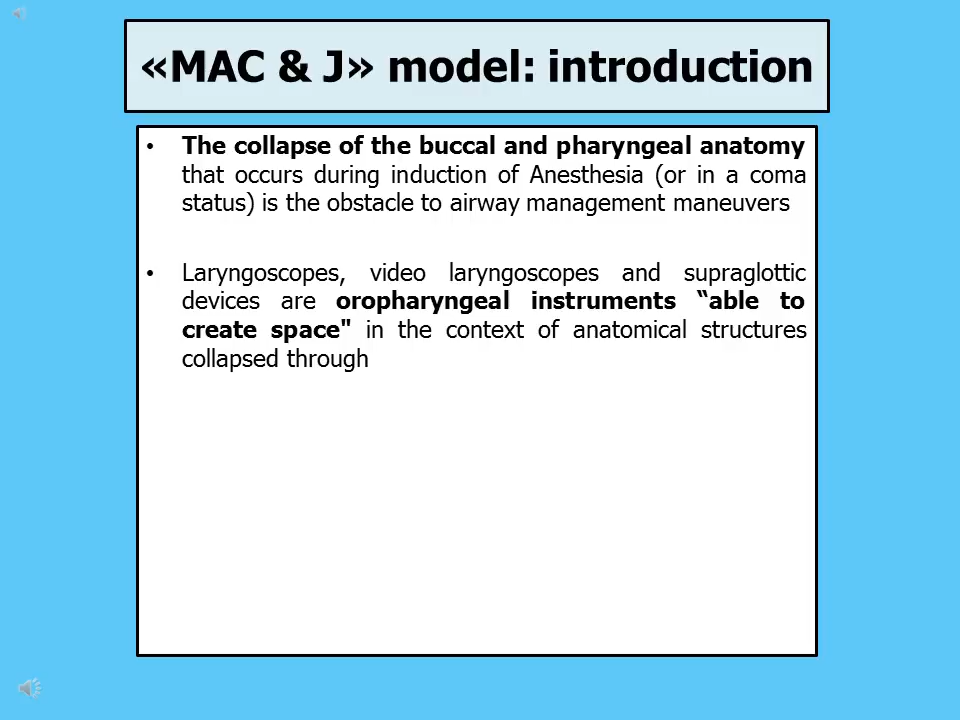 «MAC & J» model: introduction
• The collapse of the buccal and pharyngeal anatomy
that occurs during induction of Anesthesia (or in a coma
status) is the obstacle to airway management maneuvers
• Laryngoscopes, video laryngoscopes and supraglottic
devices are oropharyngeal instruments “able to
create space" in the context of anatomical structures
collapsed through